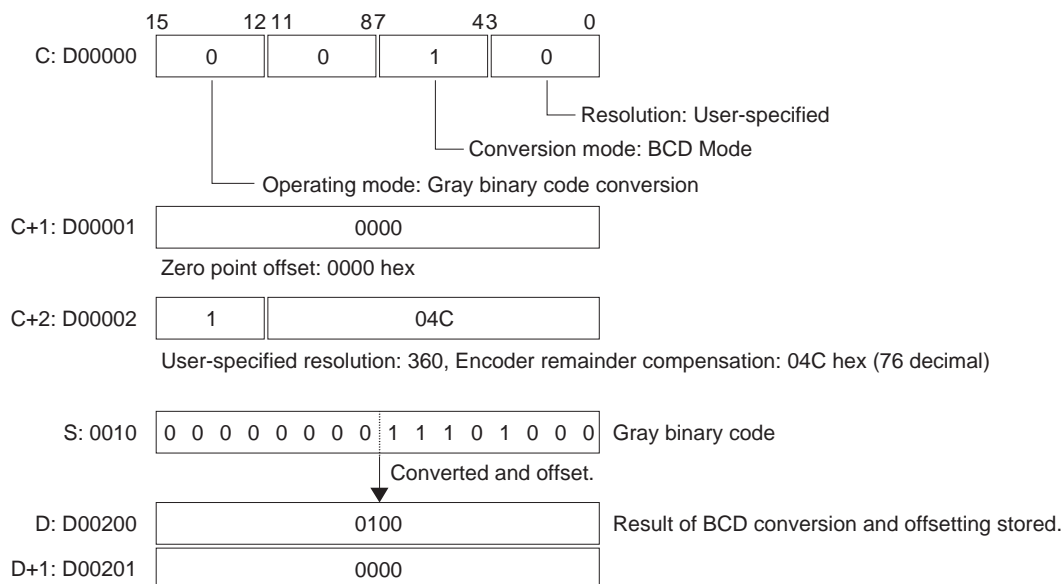 15 12 11 87 43 0
C: D00000 0 0 1 0
Resolution: User-specified
Conversion mode: BCD Mode
Operating mode: Gray binary code conversion
C+1: D00001 0000
Zero point offset: 0000 hex
C+2: D00002 1 04C
User-specified resolution: 360, Encoder remainder compensation: 04C hex (76 decimal)
S: 0010 0 0 0 0 0 0 0 0 1 1 1 0 1 0 0 0 Gray binary code
Converted and offset.
D: D00200 0100 Result of BCD conversion and offsetting stored.
D+1: D00201 0000